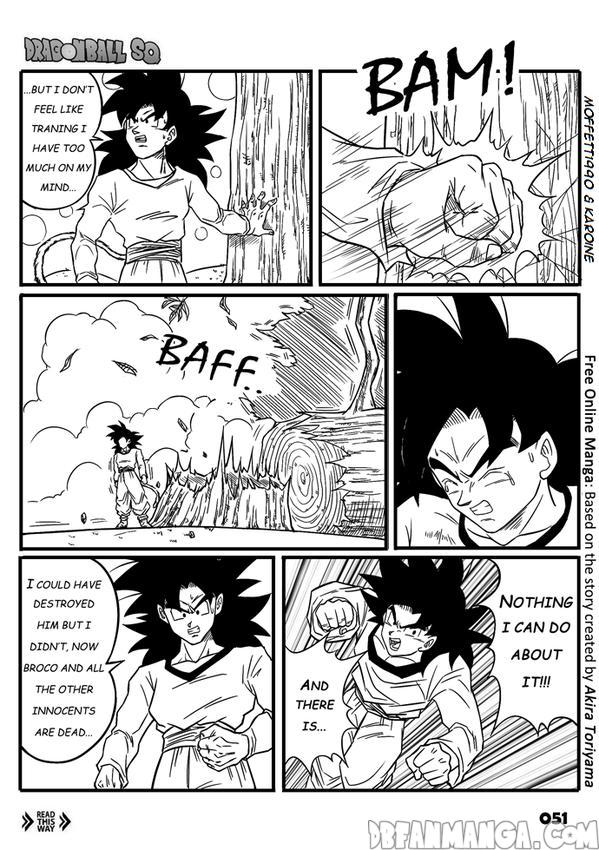 DRAGONBALL SQ
...BUT I DON'T
FEEL LIKE
TRANING I
HAVE TOO
MUCH ON MY
MIND...
BAM!
BAFF..
I COULD HAVE
DESTROYED
HIM BUT I
DIDN'T, NOW
BROCO AND ALL
THE OTHER
INNOCENTS
ARE DEAD...
AND
THERE
IS...
NOTHING
I CAN DO
ABOUT
IT!!!
MOFFETT1990 & KAROINE
Free Online Manga: Based on the story created by Akira Toriyama
READ
THIS
WAY
051
DBFANMANGA.COM